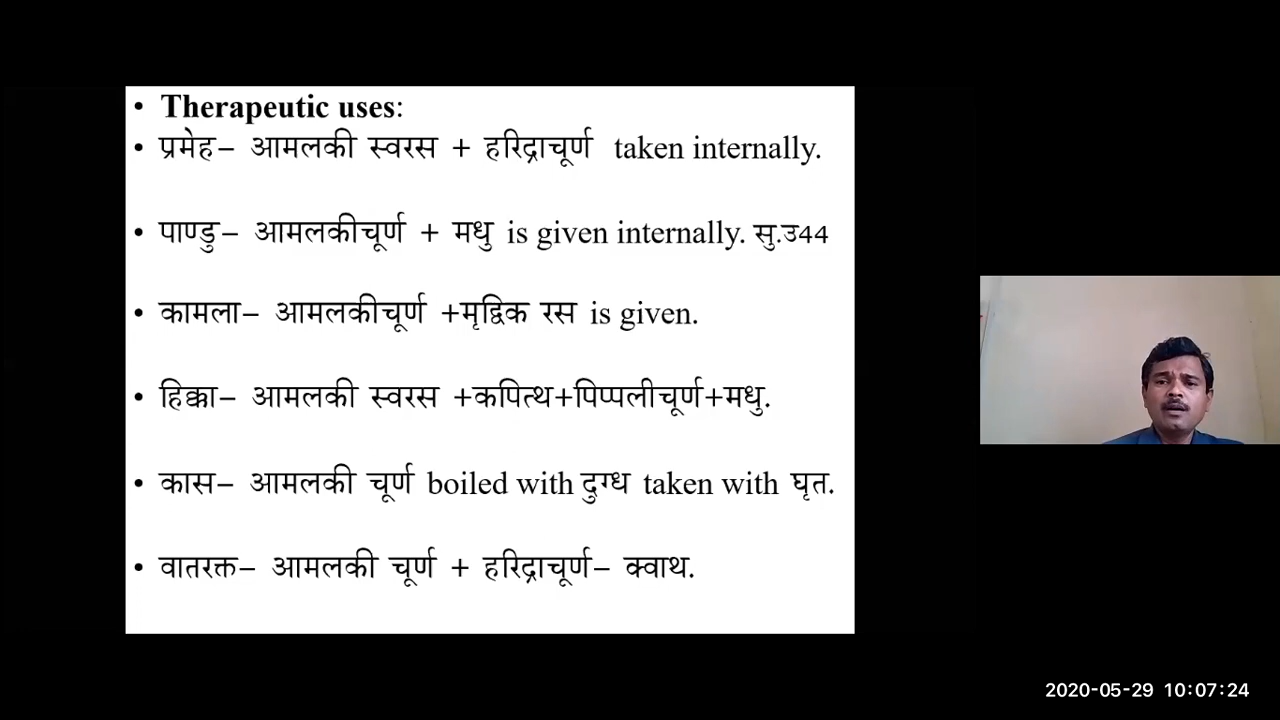 • Therapeutic uses:
• प्रमेह– आमलकी स्वरस + हरिद्राचूर्ण taken internally.
• पाण्डु– आमलकीचूर्ण + मधु is given internally. सु.उ44
• कामला– आमलकीचूर्ण +मृद्विक रस is given.
• हिक्का– आमलकी स्वरस +कपित्थ+पिप्पलीचूर्ण+मधु.
• कास– आमलकी चूर्ण boiled with दुग्ध taken with घृत.
• वातरक्त– आमलकी चूर्ण + हरिद्राचूर्ण– क्वाथ.
2020-05-29 10:07:24